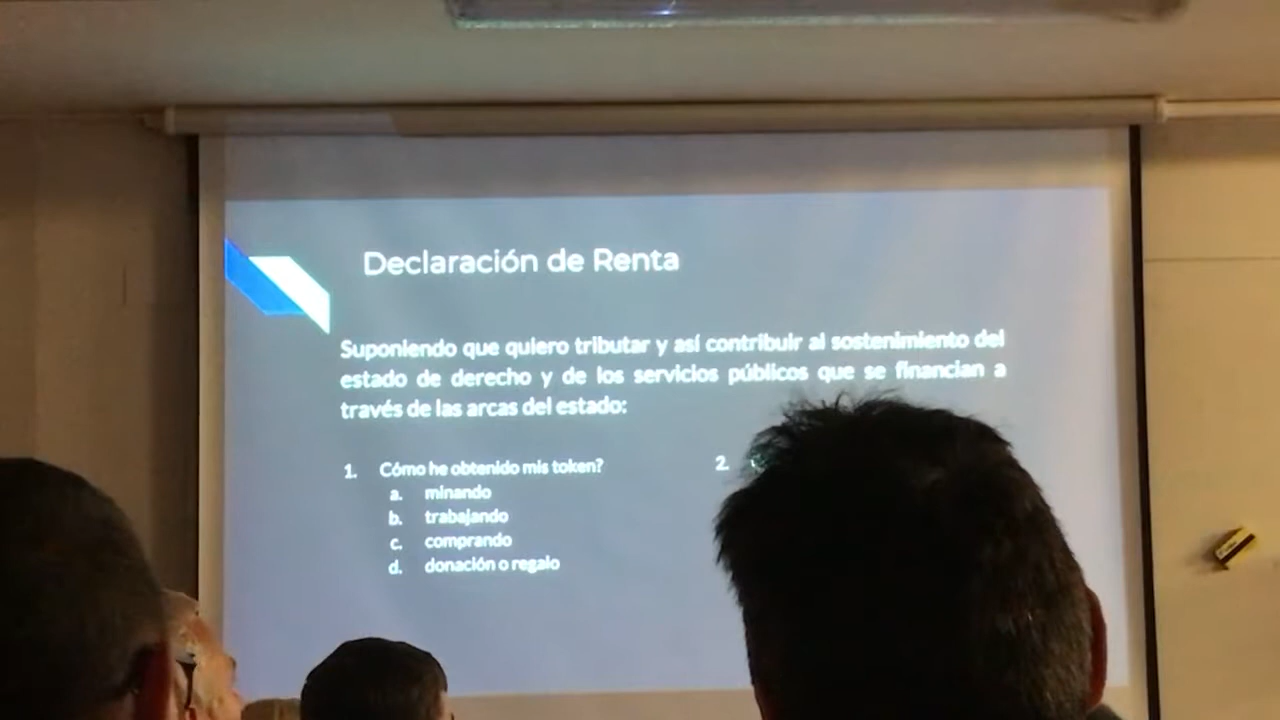 Declaración de Renta
Suponiendo que quiero tributar y así contribuir al sostenimiento del
estado de derecho y de los servicios públicos que se financian a
través de las arcas del estado:
1. Cómo he obtenido mis token?
a. minando
b. trabajando
c. comprando
d. donación o regalo
2.